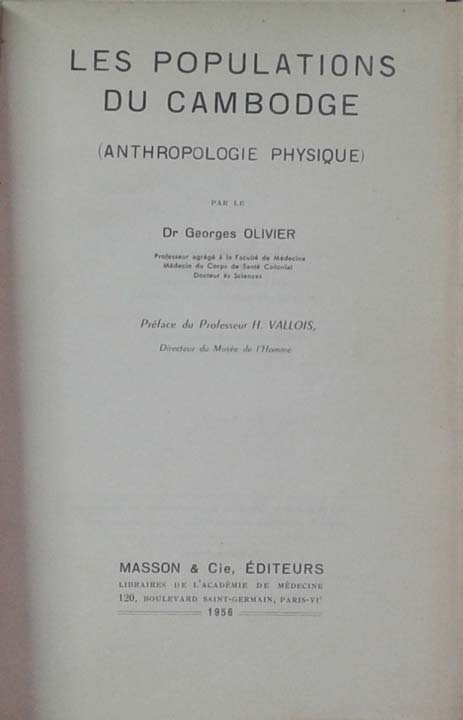 LES POPULATIONS
DU CAMBODGE
(ANTHROPOLOGIE PHYSIQUE)
PAR LE
Dr Georges OLIVIER
Professeur agrégé à la Faculté de Médecine
Médecin du Corps de Santé Colonial
Docteur ès Sciences
Préface du Professeur H. VALLOIS,
Directeur du Musée de l'Homme
MASSON & Cie, ÉDITEURS
LIBRAIRES DE L'ACADÉMIE DE MÉDECINE
120, BOULEVARD SAINT-GERMAIN, PARIS-VIᵉ
1956